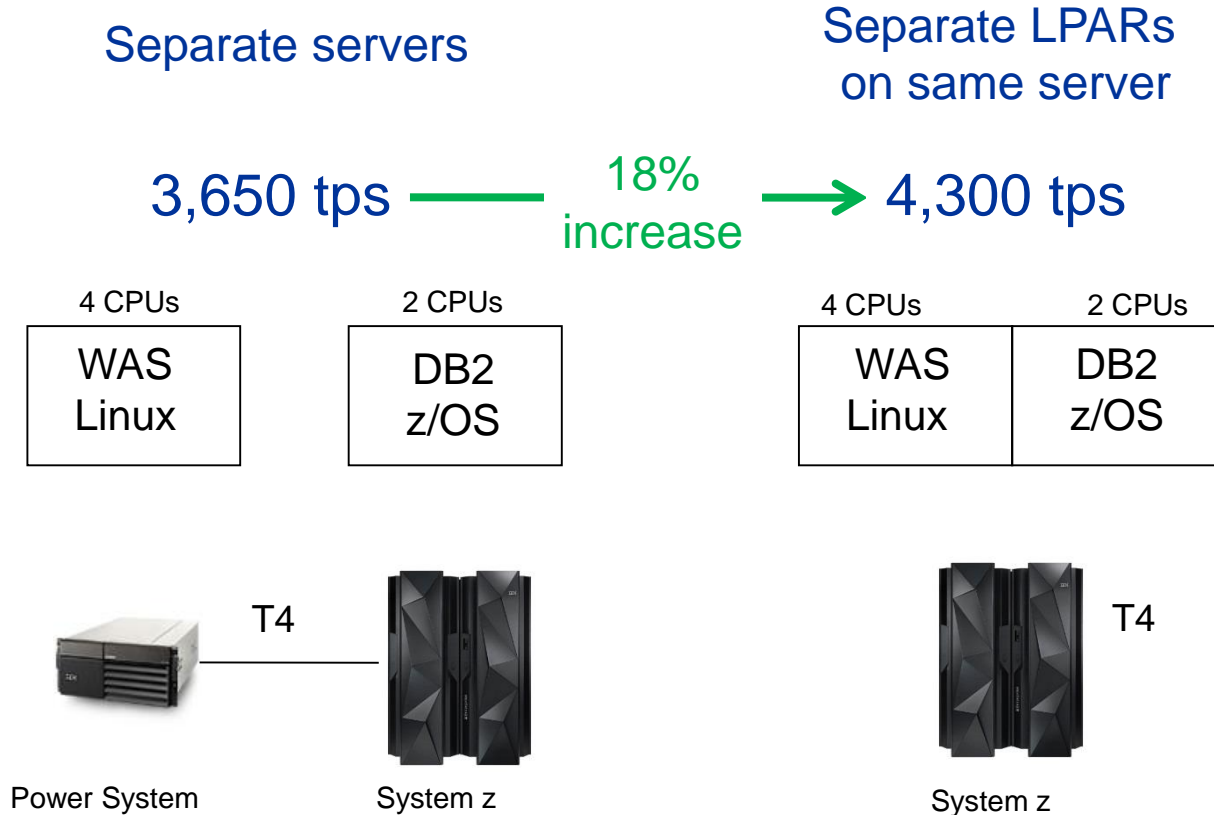 Separate servers
Separate LPARs
on same server
3,650 tps
18%
increase
4,300 tps
4 CPUs
2 CPUs
4 CPUs
2 CPUs
WAS
Linux
DB2
z/OS
WAS
Linux
DB2
z/OS
T4
T4
Power System
System z
System z